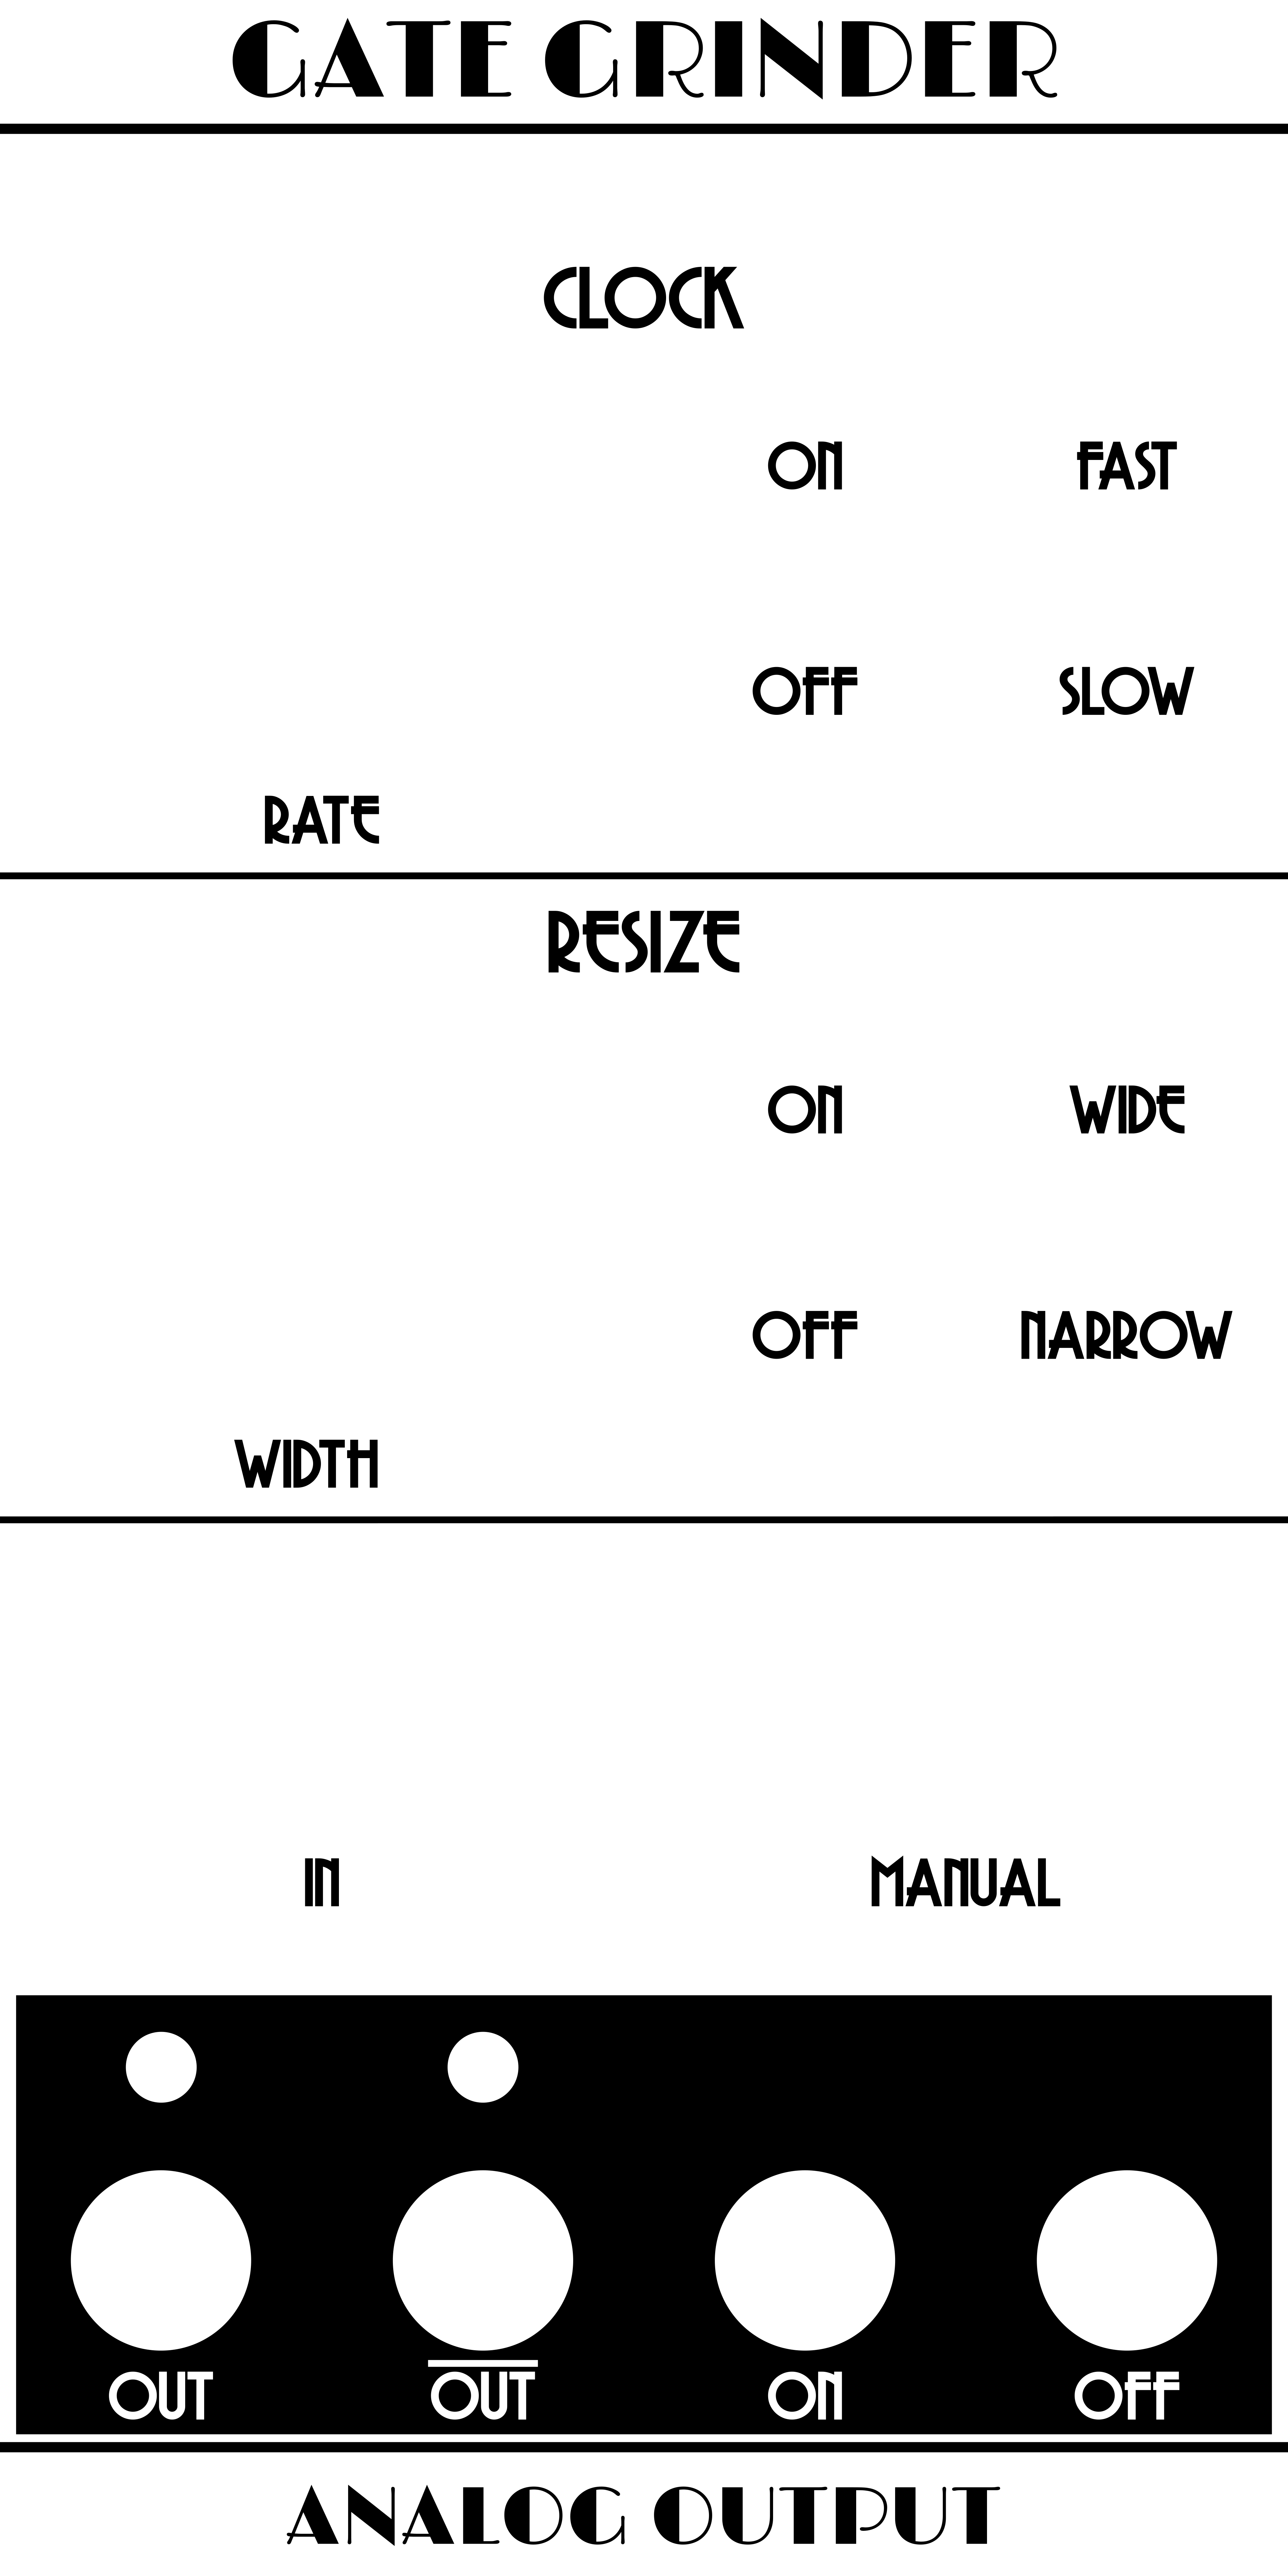 GATE GRINDER
CLOCK
ON FAST
OFF SLOW
RATE
RESIZE
ON WIDE
OFF NARROW
WIDTH
IN MANUAL
OUT OUT ON OFF
ANALOG OUTPUT